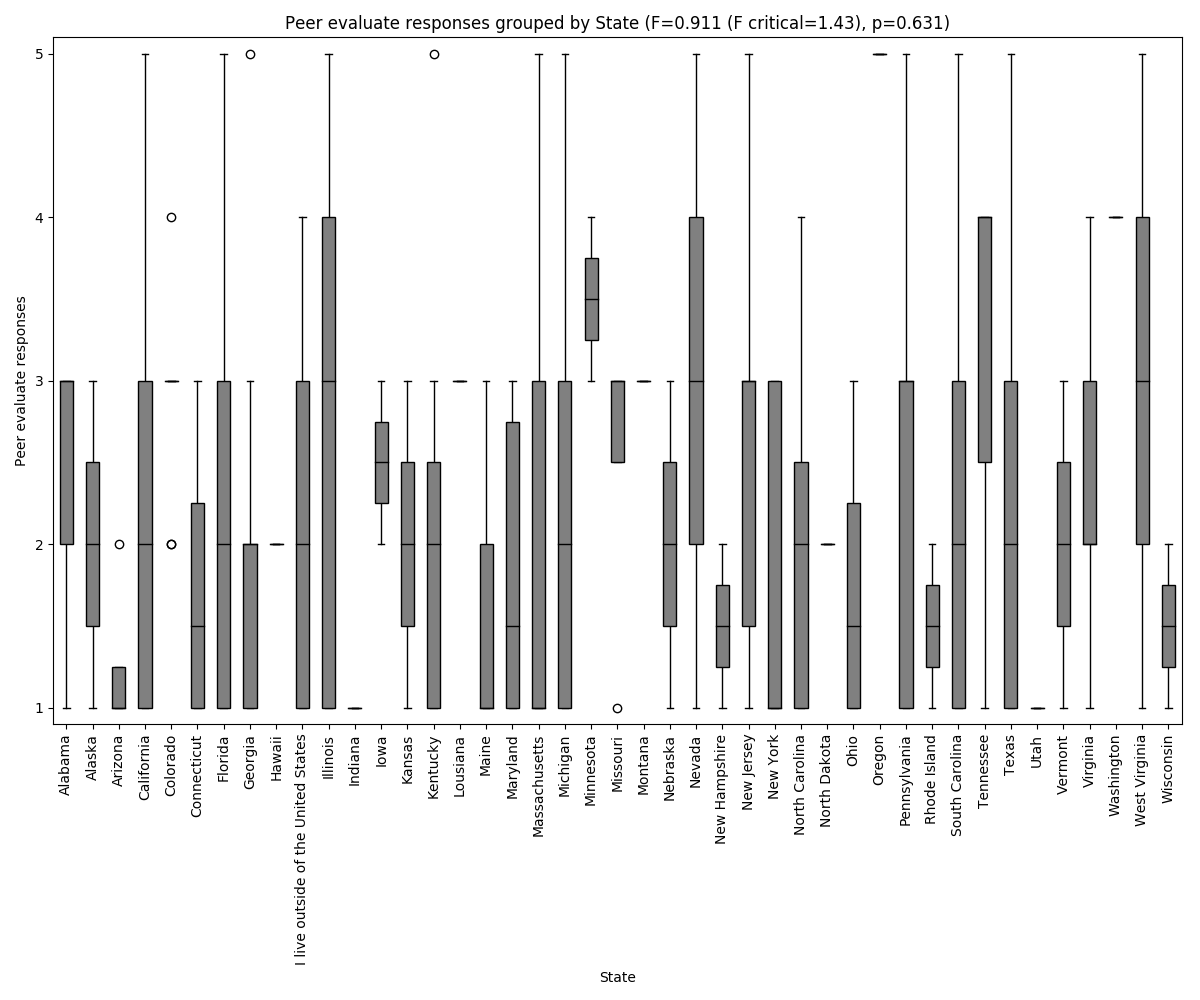 Peer evaluate responses grouped by State (F=0.911 (F critical=1.43), p=0.631)
Peer evaluate responses
5
4
3
2
1
Alabama
Alaska
Arizona
California
Colorado
Connecticut
Florida
Georgia
Hawaii
I live outside of the United States
Illinois
Indiana
Iowa
Kansas
Kentucky
Lousiana
Maine
Maryland
Massachusetts
Michigan
Minnesota
Missouri
Montana
Nebraska
Nevada
New Hampshire
New Jersey
New York
North Carolina
North Dakota
Ohio
Oregon
Pennsylvania
Rhode Island
South Carolina
Tennessee
Texas
Utah
Vermont
Virginia
Washington
West Virginia
Wisconsin
State